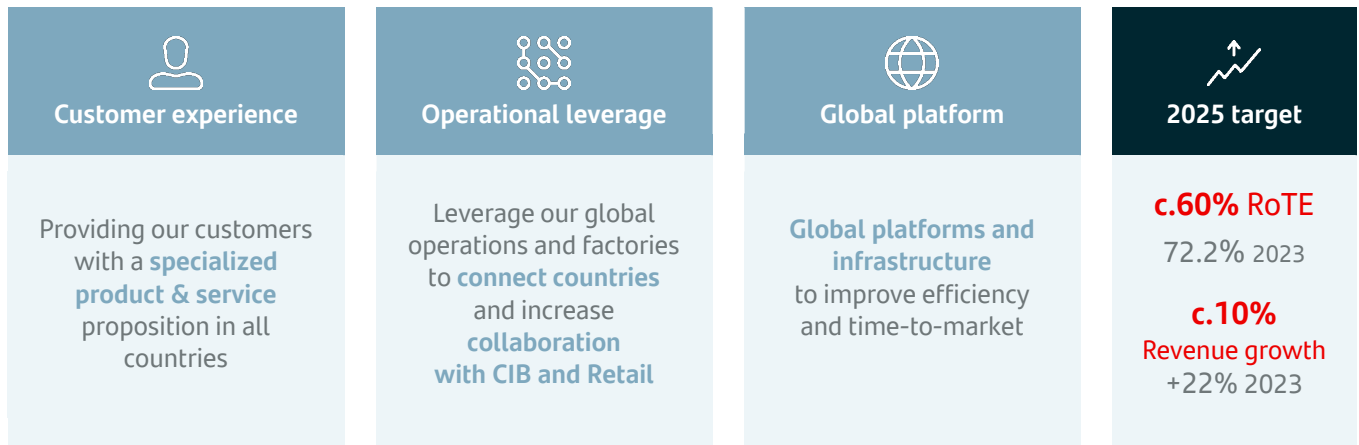 Customer experience
Providing our customers
with a specialized
product & service
proposition in all
countries
Operational leverage
Leverage our global
operations and factories
to connect countries
and increase
collaboration
with CIB and Retail
Global platform
Global platforms and
infrastructure
to improve efficiency
and time-to-market
2025 target
c.60% RoTE
72.2% 2023
c.10%
Revenue growth
+22% 2023